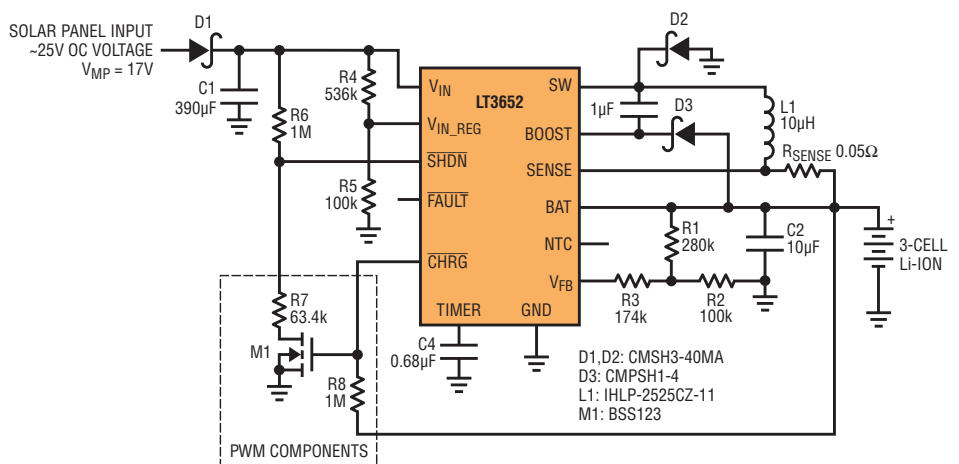 SOLAR PANEL INPUT
~25V OC VOLTAGE
VMP = 17V
D1
C1
390µF
R6
1M
R4
536k
R5
100k
VIN
VIN_REG
SHDN
FAULT
CHRG
TIMER
GND
LT3652
SW
BOOST
SENSE
BAT
NTC
VFB
D2
1µF
D3
L1
10µH
RSENSE 0.05Ω
R1
280k
C2
10µF
R3
174k
R2
100k
+
3-CELL
Li-ION
R7
63.4k
M1
R8
1M
C4
0.68µF
PWM COMPONENTS
D1,D2: CMSH3-40MA
D3: CMPSH1-4
L1: IHLP-2525CZ-11
M1: BSS123